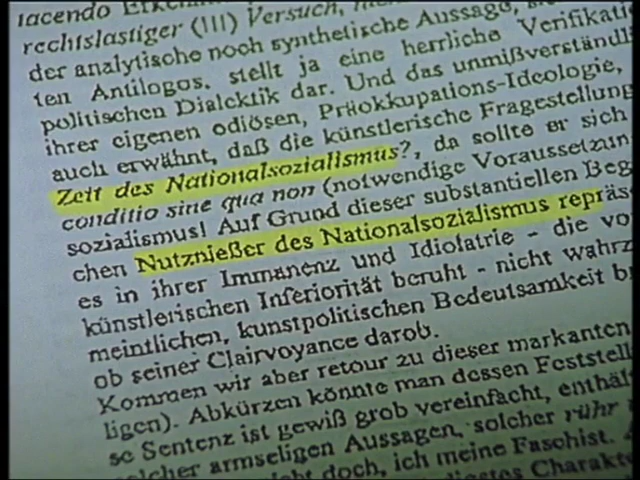 tacendo
rechtslastiger (III) Versuch,
der analytische noch synthetische Aussage,
ten Antilogos. stellt ja eine herrliche Verifikati
politischen Dialektik dar. Und das unmißverständli
ihrer eigenen odiösen, Präokkupations-Ideologie,
auch erwähnt, daß die künstlerische Fragestellung
Zeit des Nationalsozialismus?, da sollte er sich
conditio sine qua non (notwendige Voraussetzun
sozialismus! Auf Grund dieser substantiellen Beg
chen Nutznießer des Nationalsozialismus repräs
es in ihrer Immanenz und Idiolatrie - die vo
künstlerischen Inferiorität beruht - nicht wahrz
meintlichen, kunstpolitischen Bedeutsamkeit b
ob seiner Clairvoyance darob.
Kommen wir aber retour zu dieser markanten
ligen). Abkürzen könnte man dessen Feststell
se Sentenz ist gewiß grob vereinfacht, enthäl
solcher armseligen Aussagen, solcher rühr
doch, ich meine Faschist.
Charakte